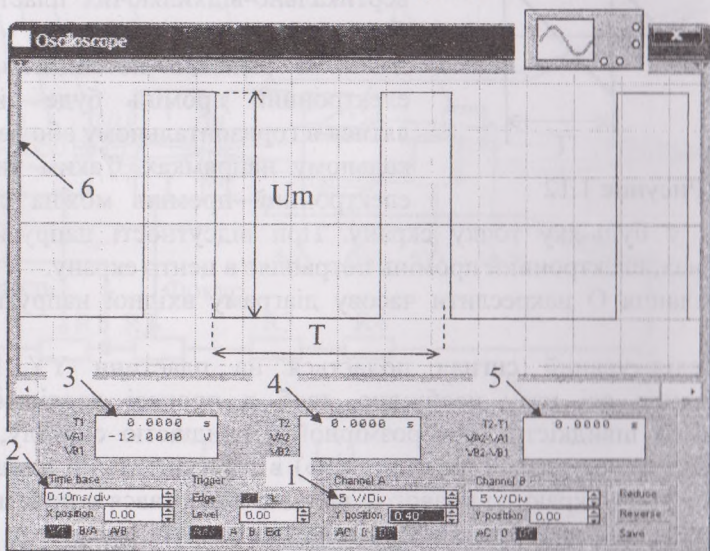 Oscilloscope
6
Um
T
3
4
5
T1 0.0000 s
VA1 -12.0000 V
VB1
T2 0.0000 s
VA2
VB2
T2-T1 0.0000 s
VA2-VA1
VB2-VB1
2
1
Time base
0.10ms/div
X position 0.00
B/A A/B
Trigger
Edge
Level 0.00
A B Ext
Channel A
5 V/Div
Y position 0.40
AC 0
Channel B
5 V/Div
Y position 0.00
AC 0
Reduce
Reverse
Save